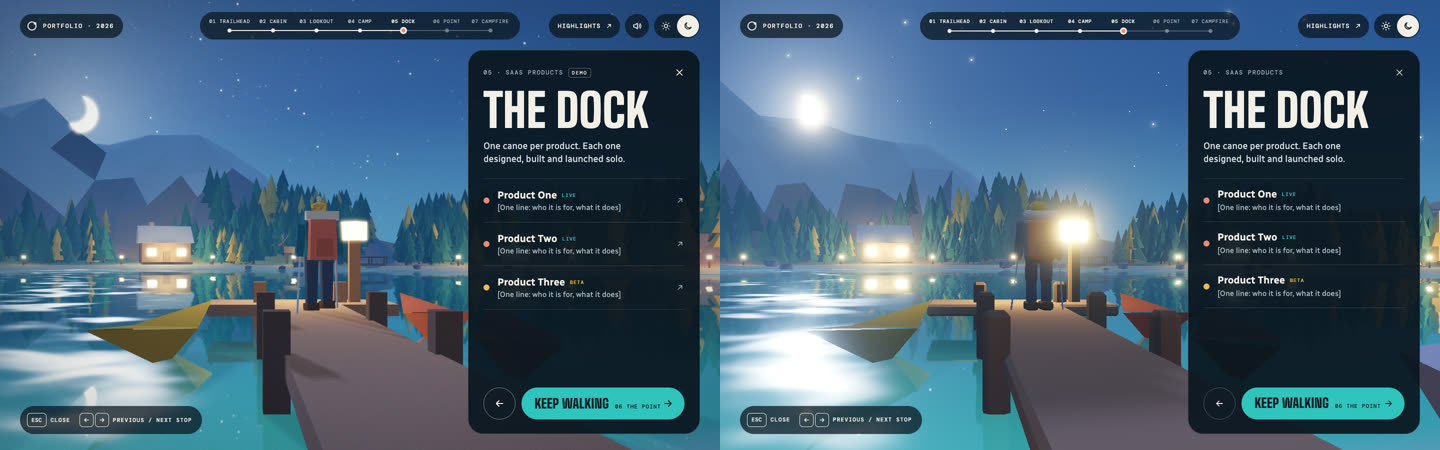 PORTFOLIO · 2026
01 TRAILHEAD 02 CABIN 03 LOOKOUT 04 CAMP 05 DOCK 06 POINT 07 CAMPFIRE
HIGHLIGHTS ↗
05 · SAAS PRODUCTS DEMO
THE DOCK
One canoe per product. Each one
designed, built and launched solo.
Product One LIVE
[One line: who it is for, what it does]
Product Two LIVE
[One line: who it is for, what it does]
Product Three BETA
[One line: who it is for, what it does]
KEEP WALKING 06 THE POINT →
ESC CLOSE ← → PREVIOUS / NEXT STOP
PORTFOLIO · 2026
01 TRAILHEAD 02 CABIN 03 LOOKOUT 04 CAMP 05 DOCK 06 POINT 07 CAMPFIRE
HIGHLIGHTS ↗
05 · SAAS PRODUCTS
THE DOCK
One canoe per product. Each one
designed, built and launched solo.
Product One LIVE
[One line: who it is for, what it does]
Product Two LIVE
[One line: who it is for, what it does]
Product Three BETA
[One line: who it is for, what it does]
KEEP WALKING 06 THE POINT →
ESC CLOSE ← → PREVIOUS / NEXT STOP